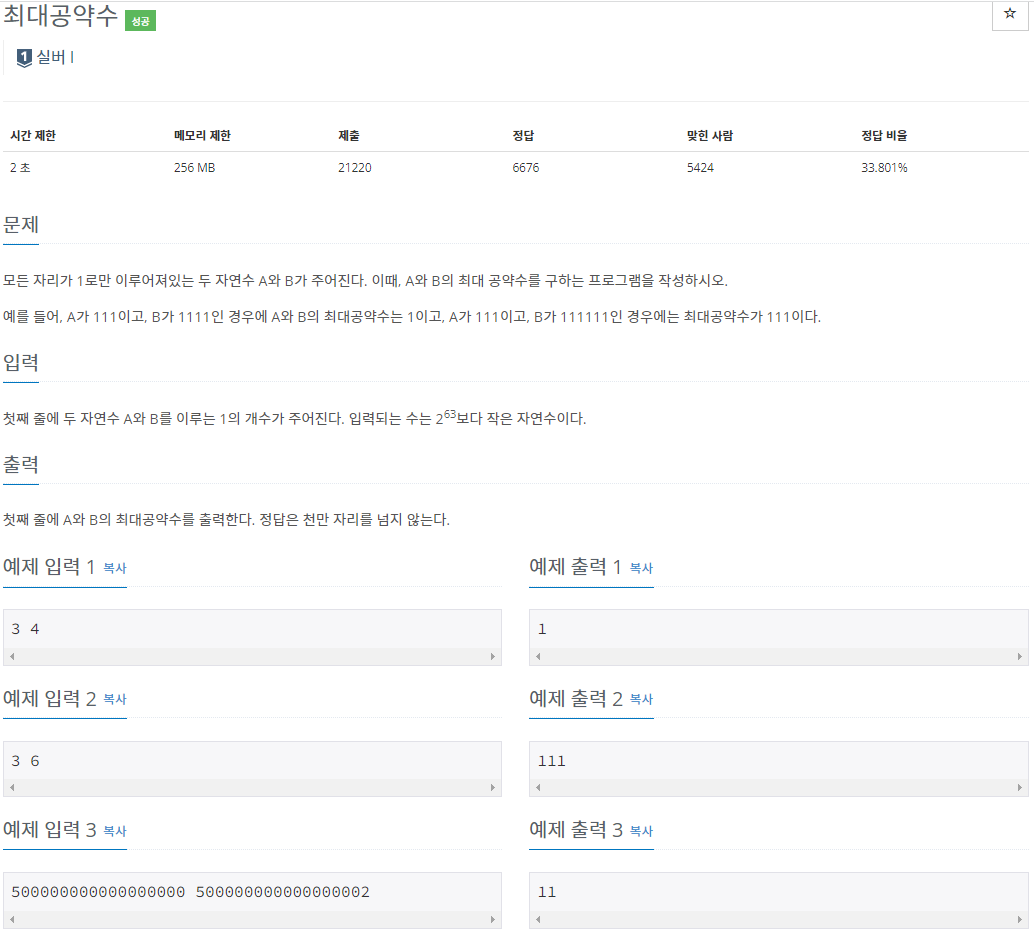 최대공약수 성공
☆
1 실버 I
시간 제한 메모리 제한 제출 정답 맞힌 사람 정답 비율
2 초 256 MB 21220 6676 5424 33.801%
문제
모든 자리가 1로만 이루어져있는 두 자연수 A와 B가 주어진다. 이때, A와 B의 최대 공약수를 구하는 프로그램을 작성하시오.
예를 들어, A가 111이고, B가 1111인 경우에 A와 B의 최대공약수는 1이고, A가 111이고, B가 111111인 경우에는 최대공약수가 111이다.
입력
첫째 줄에 두 자연수 A와 B를 이루는 1의 개수가 주어진다. 입력되는 수는 2⁶³보다 작은 자연수이다.
출력
첫째 줄에 A와 B의 최대공약수를 출력한다. 정답은 천만 자리를 넘지 않는다.
예제 입력 1 복사 예제 출력 1 복사
3 4 1
예제 입력 2 복사 예제 출력 2 복사
3 6 111
예제 입력 3 복사 예제 출력 3 복사
500000000000000000 500000000000000002 11